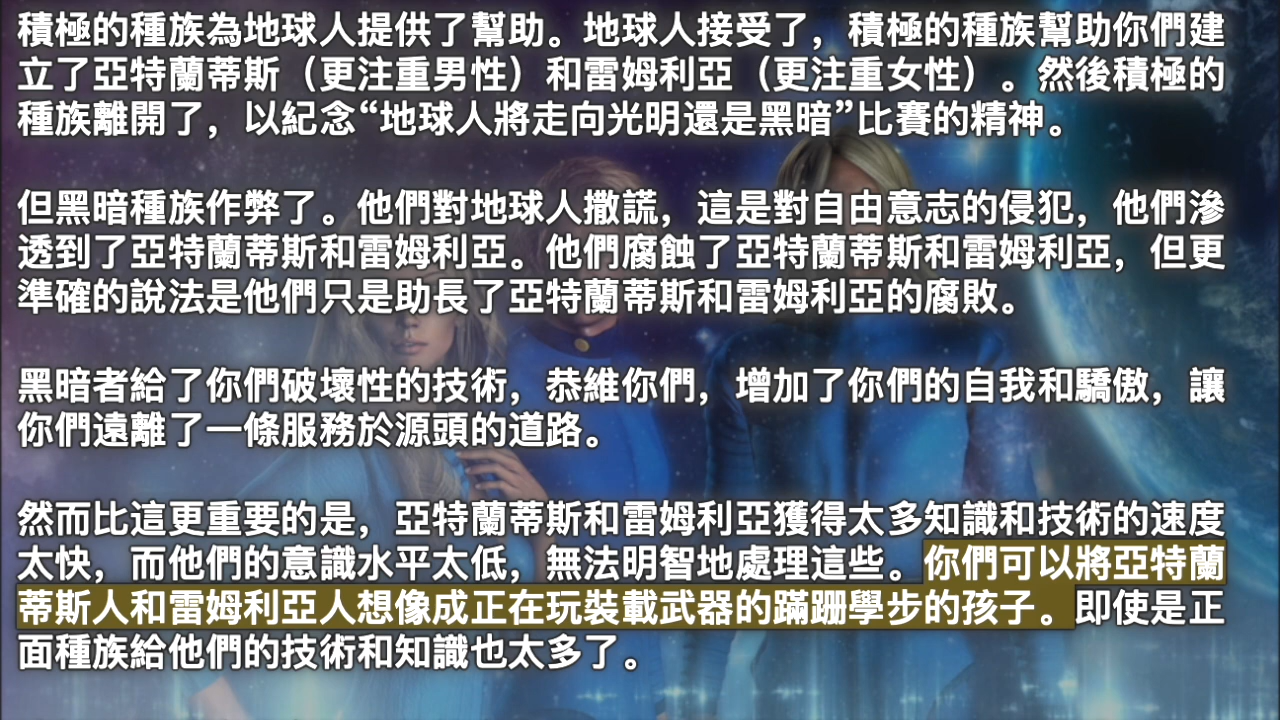 積極的種族為地球人提供了幫助。地球人接受了，積極的種族幫助你們建
立了亞特蘭蒂斯（更注重男性）和雷姆利亞（更注重女性）。然後積極的
種族離開了，以紀念“地球人將走向光明還是黑暗”比賽的精神。
但黑暗種族作弊了。他們對地球人撒謊，這是對自由意志的侵犯，他們滲
透到了亞特蘭蒂斯和雷姆利亞。他們腐蝕了亞特蘭蒂斯和雷姆利亞，但更
準確的說法是他們只是助長了亞特蘭蒂斯和雷姆利亞的腐敗。
黑暗者給了你們破壞性的技術，恭維你們，增加了你們的自我和驕傲，讓
你們遠離了一條服務於源頭的道路。
然而比這更重要的是，亞特蘭蒂斯和雷姆利亞獲得太多知識和技術的速度
太快，而他們的意識水平太低，無法明智地處理這些。你們可以將亞特蘭
蒂斯人和雷姆利亞人想像成正在玩裝載武器的蹣跚學步的孩子。即使是正
面種族給他們的技術和知識也太多了。